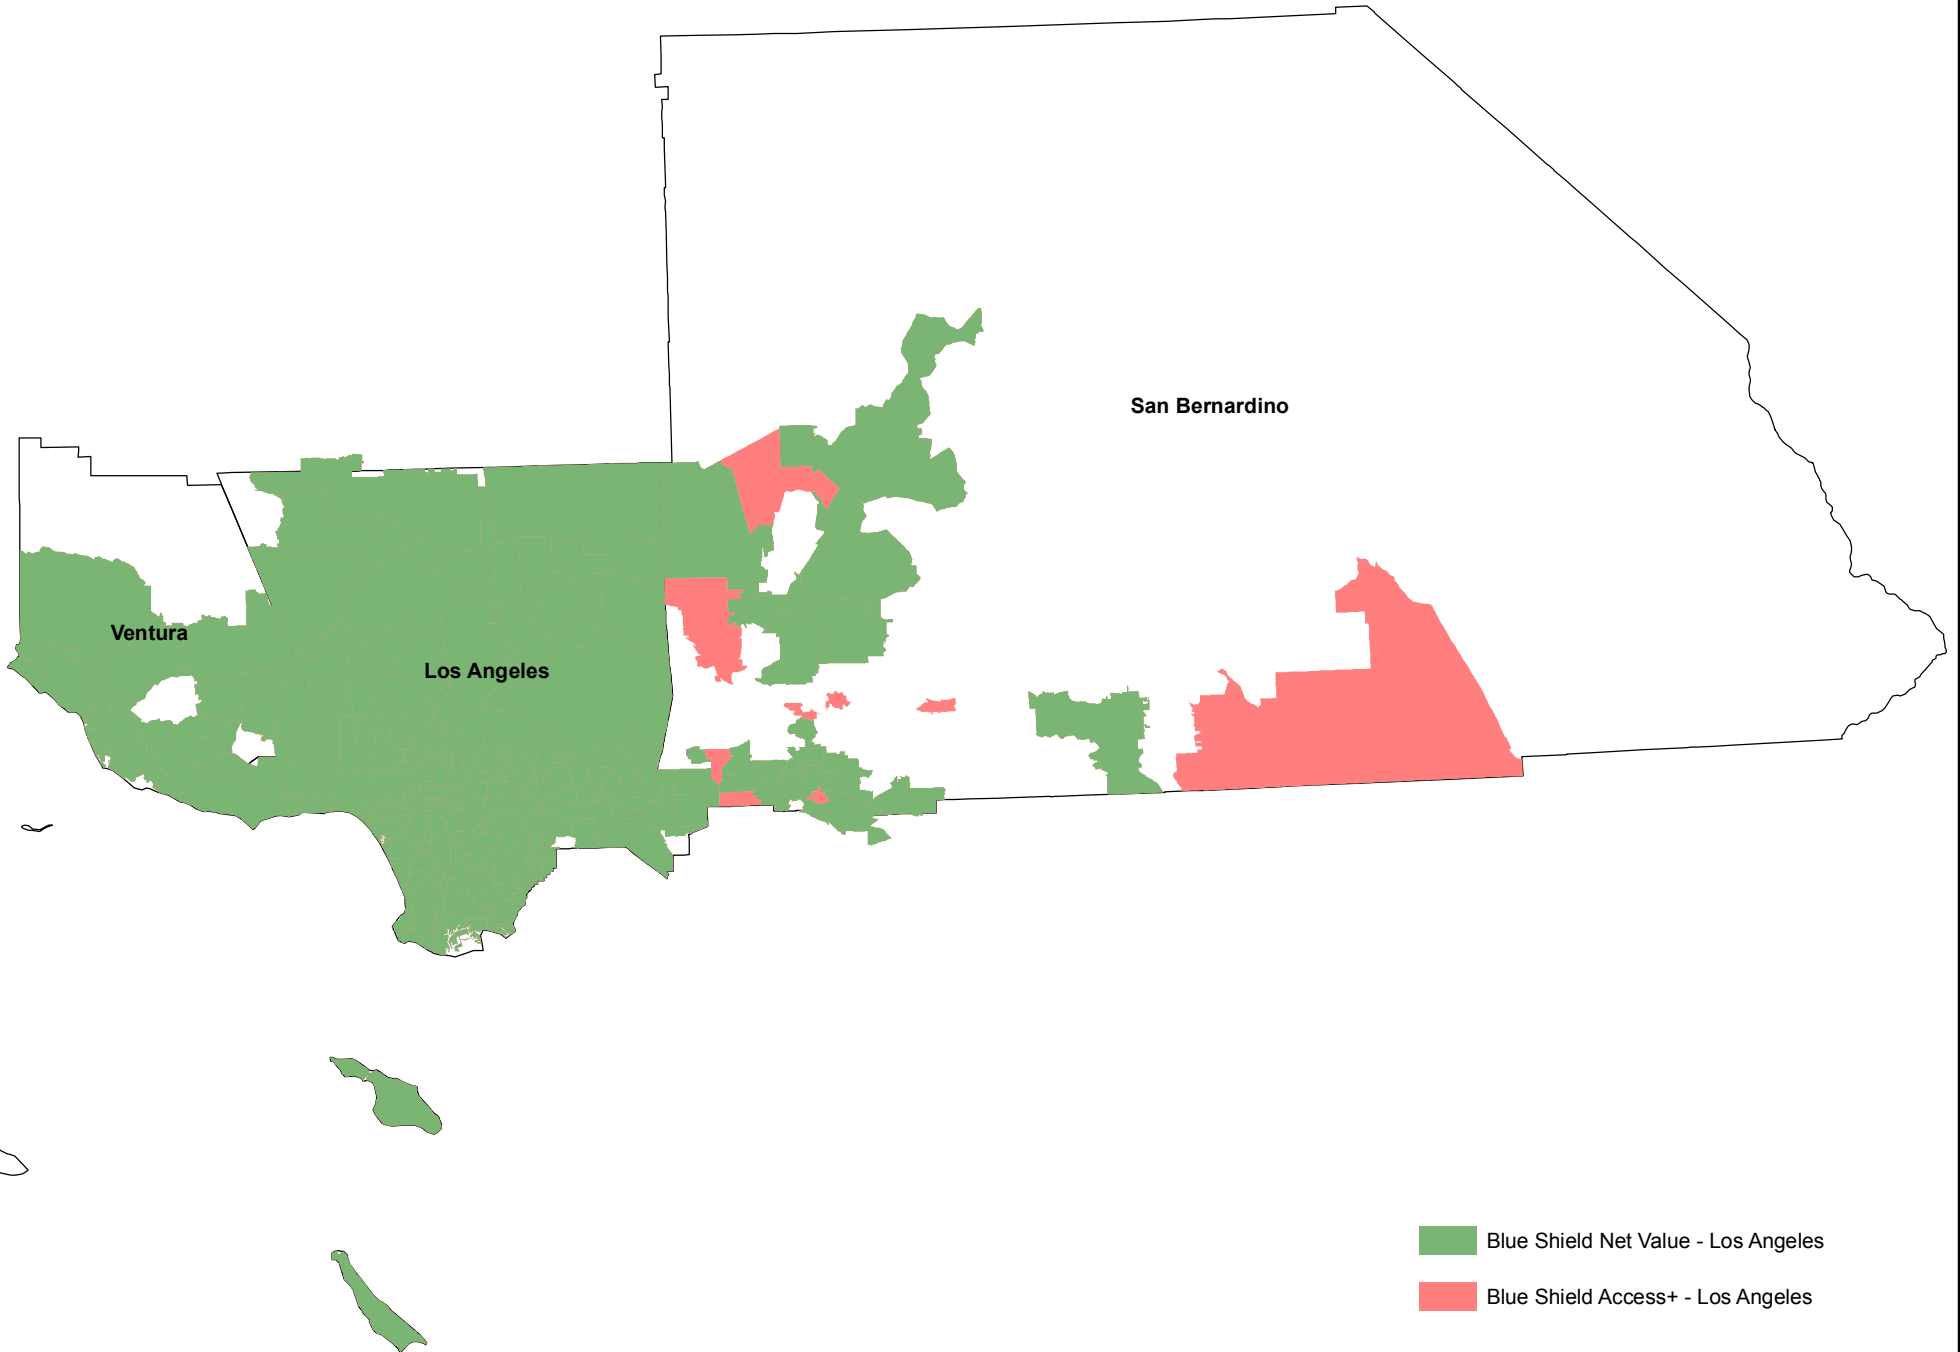 San Bernardino
Ventura
Los Angeles
Blue Shield Net Value - Los Angeles
Blue Shield Access+ - Los Angeles